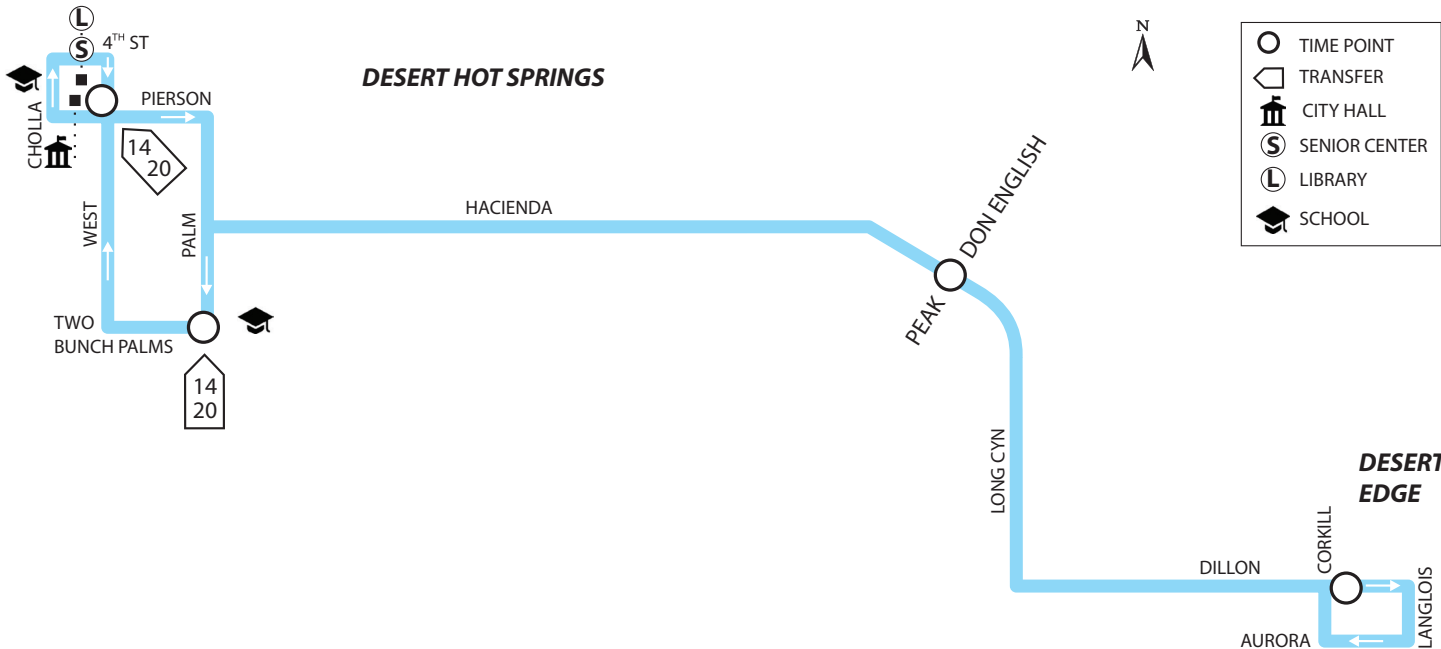 L
S
4TH ST
DESERT HOT SPRINGS
N
TIME POINT
TRANSFER
CITY HALL
S SENIOR CENTER
L LIBRARY
SCHOOL
PIERSON
CHOLLA
14
20
WEST
PALM
HACIENDA
DON ENGLISH
PEAK
TWO
BUNCH PALMS
14
20
LONG CYN
DESERT
EDGE
CORKILL
DILLON
LANGLOIS
AURORA